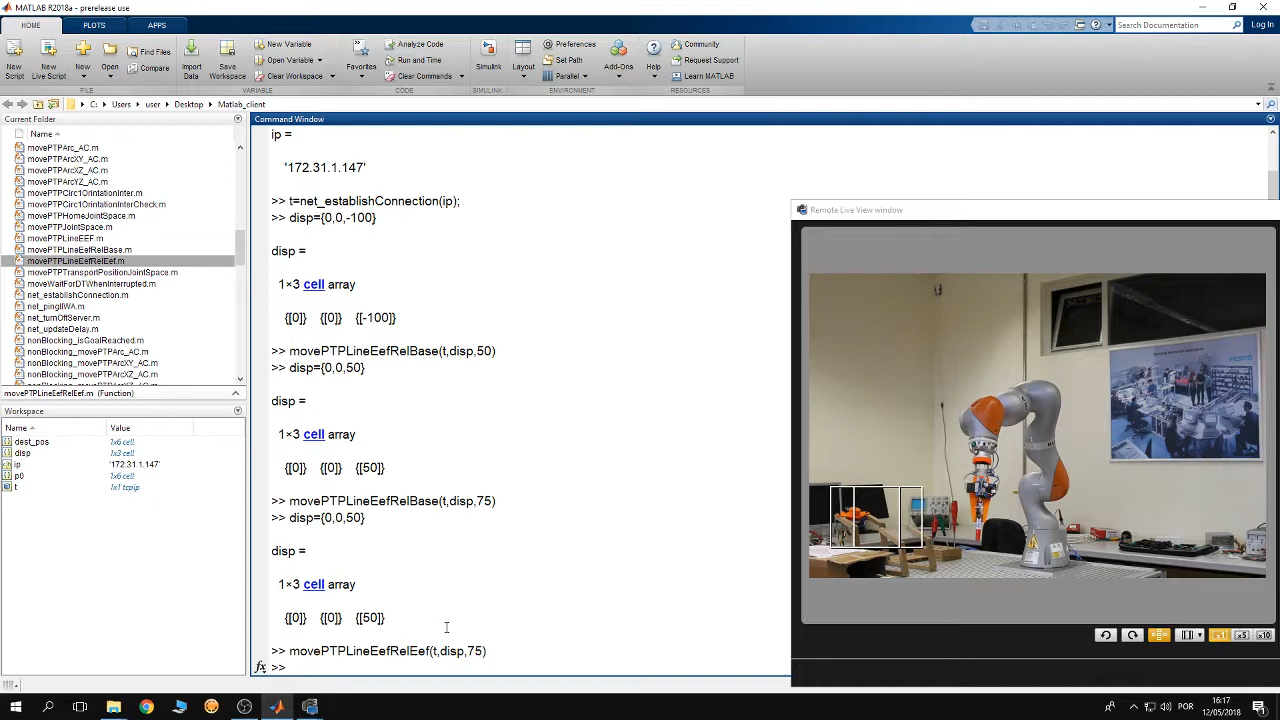 MATLAB R2018a - prerelease use
HOME
PLOTS
APPS
Search Documentation
Log In
New Script
New Live Script
New
Open
Find Files
Compare
Import Data
Save Workspace
New Variable
Open Variable
Clear Workspace
Favorites
Analyze Code
Run and Time
Clear Commands
Simulink
Layout
Preferences
Set Path
Parallel
Add-Ons
Help
Community
Request Support
Learn MATLAB
FILE
VARIABLE
CODE
SIMULINK
ENVIRONMENT
RESOURCES
C:
Users
user
Desktop
Matlab_client
Current Folder
Name
movePTPArc_AC.m
movePTPArcXY_AC.m
movePTPArcXZ_AC.m
movePTPArcYZ_AC.m
movePTPCirc1OrintationInter.m
movePTPCirc1OrintationInterCheck.m
movePTPHomeJointSpace.m
movePTPJointSpace.m
movePTPLineEEF.m
movePTPLineEefRelBase.m
movePTPLineEefRelEef.m
movePTPTransportPositionJointSpace.m
moveWaitForDTWhenInterrupted.m
net_establishConnection.m
net_pingIIWA.m
net_turnOffServer.m
net_updateDelay.m
nonBlocking_isGoalReached.m
nonBlocking_movePTPArc_AC.m
nonBlocking_movePTPArcXY_AC.m
nonBlocking_movePTPArcXZ_AC.m
movePTPLineEefRelEef.m (Function)
Workspace
Name
Value
dest_pos
1x6 cell
disp
1x3 cell
ip
'172.31.1.147'
p0
1x6 cell
t
1x1 tcpip
Command Window
ip =
'172.31.1.147'
>> t=net_establishConnection(ip);
>> disp={0,0,-100}
disp =
1×3 cell array
{[0]} {[0]} {[-100]}
>> movePTPLineEefRelBase(t,disp,50)
>> disp={0,0,50}
disp =
1×3 cell array
{[0]} {[0]} {[50]}
>> movePTPLineEefRelBase(t,disp,75)
>> disp={0,0,50}
disp =
1×3 cell array
{[0]} {[0]} {[50]}
>> movePTPLineEefRelEef(t,disp,75)
fx >>
Remote Live View window
FESTO
x1
x5
x10
POR
16:17
12/05/2018
1